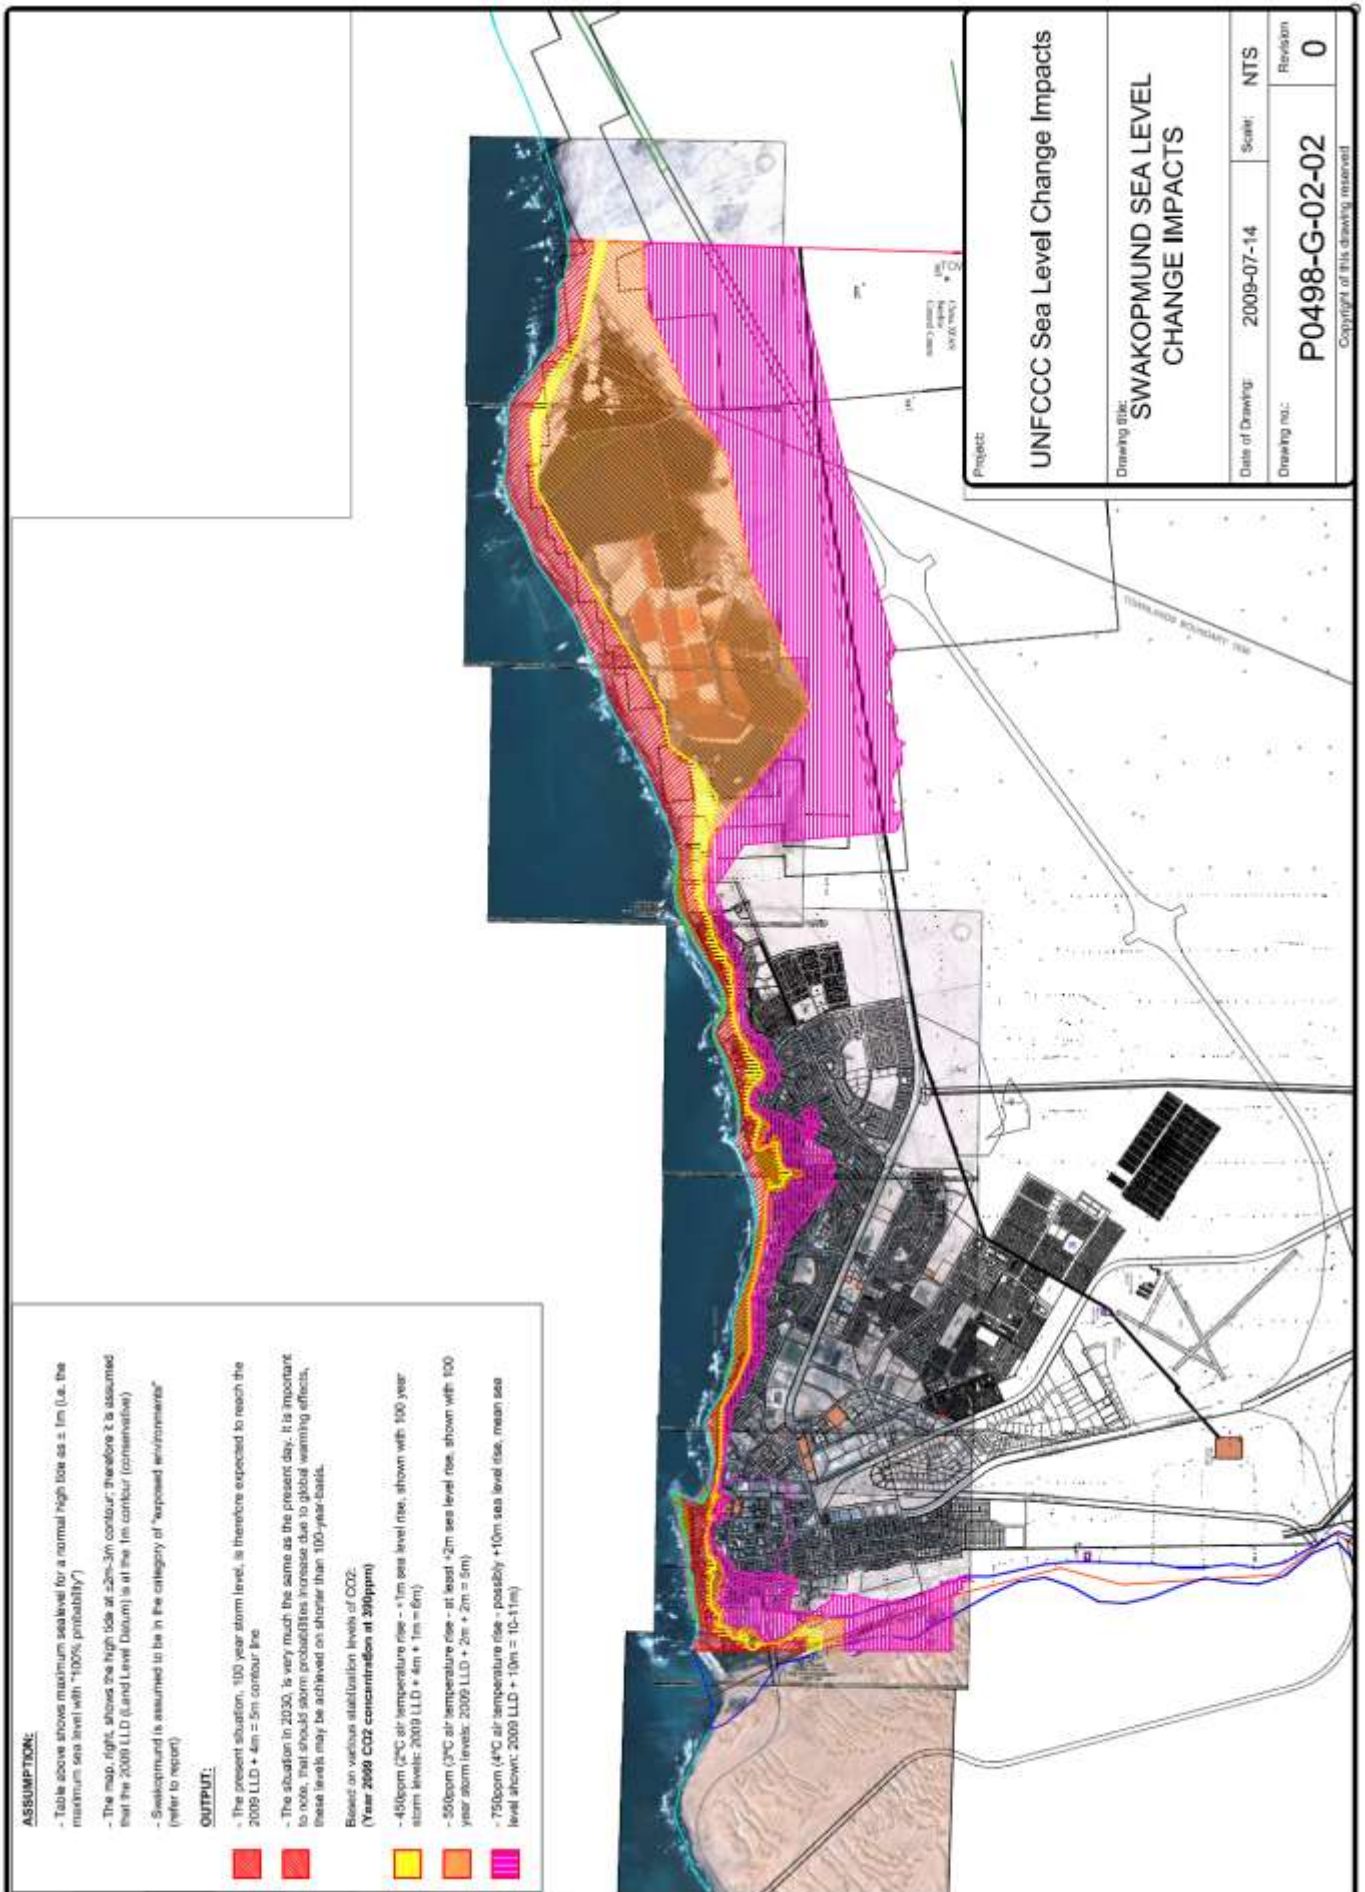 ASSUMPTION:
- Table above shows maximum sealevel for a normal high tide as ± 1m (i.e. the
maximum sea level with "100% probability")
- The map, right, shows the high tide at ±2m-3m contour; therefore it is assumed
that the 2009 LLD (Land Level Datum) is at the 1m contour (conservative)
- Swakopmund is assumed to be in the category of "exposed environments"
(refer to report)
OUTPUT:
- The present situation, 100 year storm level, is therefore expected to reach the
2009 LLD + 4m = 5m contour line
- The situation in 2030, is very much the same as the present day. It is important
to note, that should storm probabilities increase due to global warming effects,
these levels may be achieved on shorter than 100-year-basis.
Based on various stabilization levels of CO2:
(Year 2009 CO2 concentration at 390ppm)
- 450ppm (2°C air temperature rise - +1m sea level rise, shown with 100 year
storm levels: 2009 LLD + 4m + 1m = 6m)
- 550ppm (3°C air temperature rise - at least +2m sea level rise, shown with 100
year storm levels: 2009 LLD + 2m + 2m = 5m)
- 750ppm (4°C air temperature rise - possibly +10m sea level rise, mean sea
level shown: 2009 LLD + 10m = 10-11m)
TOWNLANDS BOUNDARY
Project:
UNFCCC Sea Level Change Impacts
Drawing title:
SWAKOPMUND SEA LEVEL
CHANGE IMPACTS
Date of Drawing: 2009-07-14 Scale: NTS
Drawing no.: Revision
P0498-G-02-02 0
Copyright of this drawing reserved